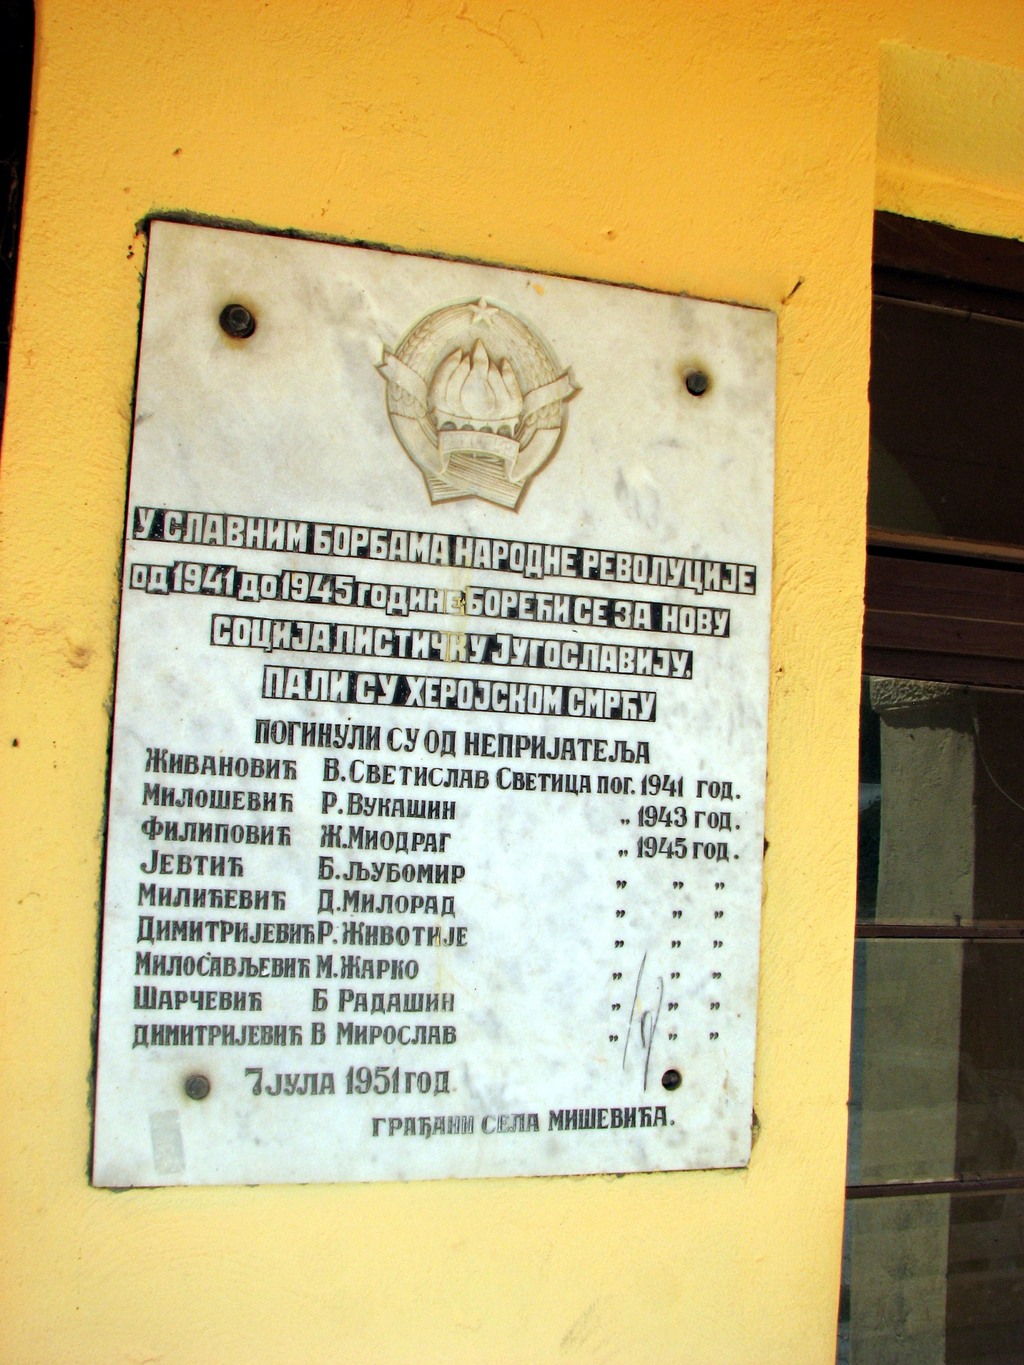 У СЛАВНИМ БОРБАМА НАРОДНЕ РЕВОЛУЦИЈЕ
од 1941 до 1945 године БОРЕЋИ СЕ ЗА НОВУ
СОЦИЈАЛИСТИЧКУ ЈУГОСЛАВИЈУ,
ПАЛИ СУ ХЕРОЈСКОМ СМРЋУ
ПОГИНУЛИ СУ ОД НЕПРИЈАТЕЉА
ЖИВАНОВИЋ В. СВЕТИСЛАВ СВЕТИЦА ПОГ. 1941 ГОД.
МИЛОШЕВИЋ Р. ВУКАШИН „ 1943 ГОД.
ФИЛИПОВИЋ Ж. МИОДРАГ „ 1945 ГОД.
ЈЕВТИЋ Б. ЉУБОМИР „ „ „
МИЛИЋЕВИЋ Д. МИЛОРАД „ „ „
ДИМИТРИЈЕВИЋ Р. ЖИВОТИЈЕ „ „ „
МИЛОСАВЉЕВИЋ М. ЖАРКО „ „ „
ШАРЧЕВИЋ Б РАДАШИН „ „ „
ДИМИТРИЈЕВИЋ В МИРОСЛАВ „ „ „
7 ЈУЛА 1951 ГОД.
ГРАЂАНИ СЕЛА МИШЕВИЋА.